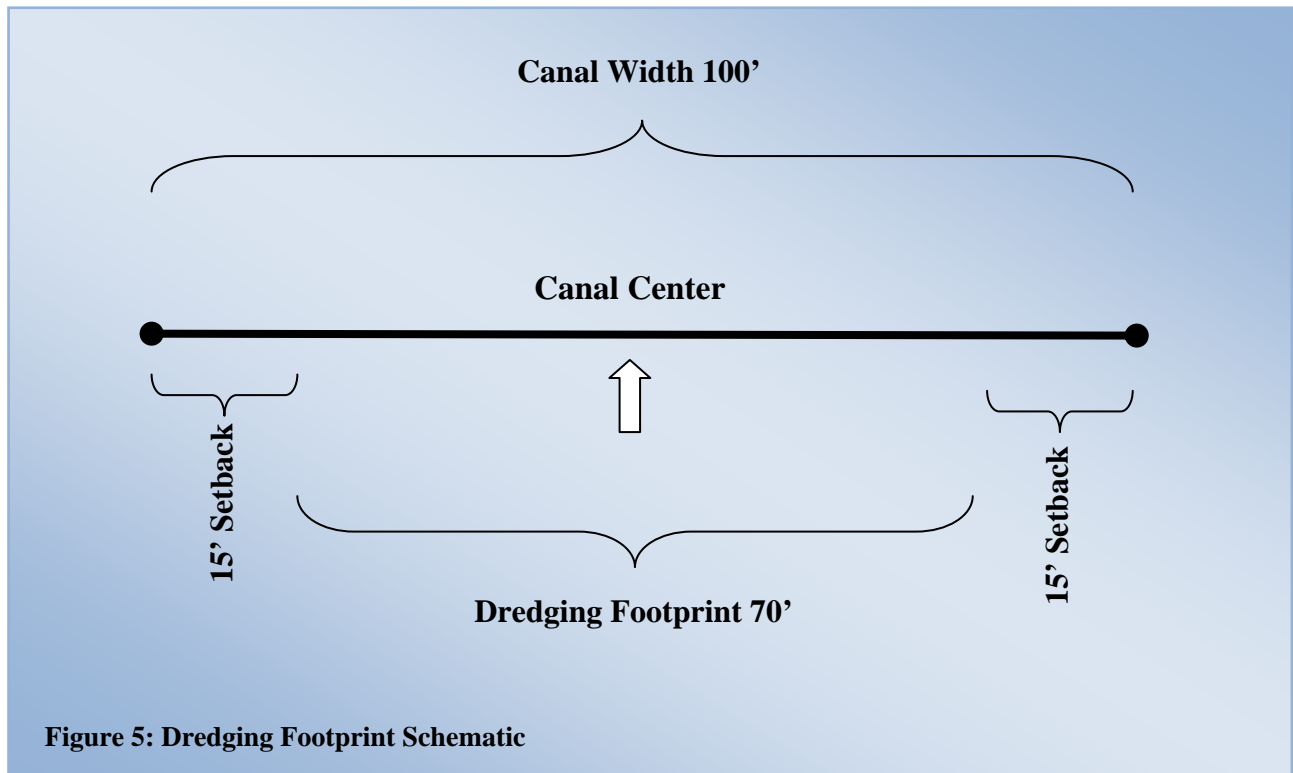 Canal Width 100’
Canal Center
15’ Setback
15’ Setback
Dredging Footprint 70’
Figure 5: Dredging Footprint Schematic